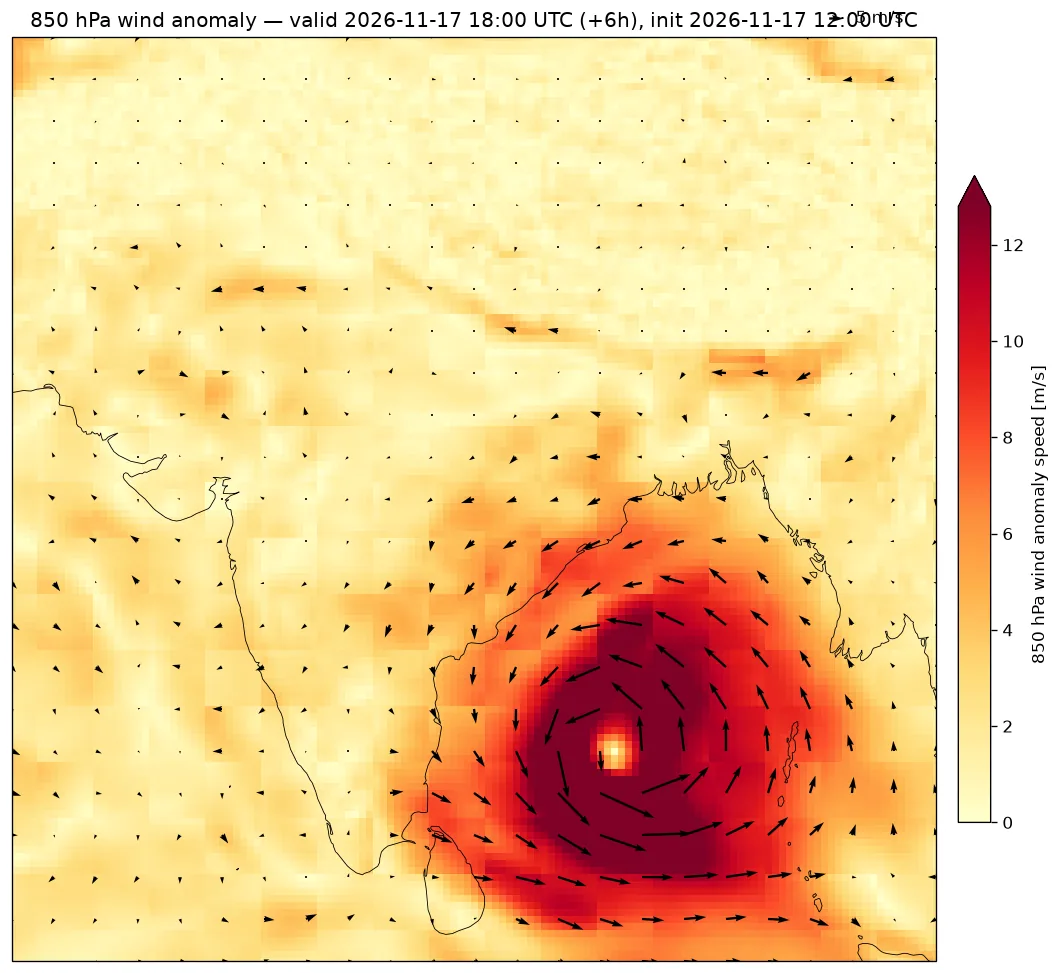 850 hPa wind anomaly — valid 2026-11-17 18:00 UTC (+6h), init 2026-11-17 12:00 UTC
5 m/s
12
10
8
6
4
2
0
850 hPa wind anomaly speed [m/s]